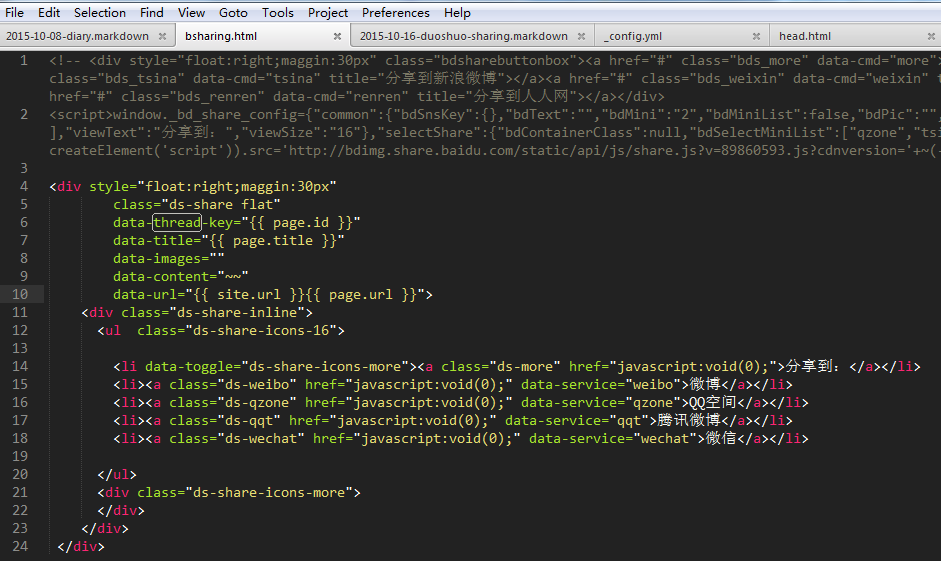 File Edit Selection Find View Goto Tools Project Preferences Help
2015-10-08-diary.markdown × bsharing.html × 2015-10-16-duoshuo-sharing.markdown × _config.yml × head.html ×
1 <!-- <div style="float:right;maggin:30px" class="bdsharebuttonbox"><a href="#" class="bds_more" data-cmd="more">
class="bds_tsina" data-cmd="tsina" title="分享到新浪微博"></a><a href="#" class="bds_weixin" data-cmd="weixin" t
href="#" class="bds_renren" data-cmd="renren" title="分享到人人网"></a></div>
2 <script>window._bd_share_config={"common":{"bdSnsKey":{},"bdText":"","bdMini":"2","bdMiniList":false,"bdPic":""
],"viewText":"分享到：","viewSize":"16"},"selectShare":{"bdContainerClass":null,"bdSelectMiniList":["qzone","tsi
createElement('script')).src='http://bdimg.share.baidu.com/static/api/js/share.js?v=89860593.js?cdnversion='+~(-
3
4 <div style="float:right;maggin:30px"
5 class="ds-share flat"
6 data-thread-key="{{ page.id }}"
7 data-title="{{ page.title }}"
8 data-images=""
9 data-content="~~"
10 data-url="{{ site.url }}{{ page.url }}">
11 <div class="ds-share-inline">
12 <ul  class="ds-share-icons-16">
13
14 <li data-toggle="ds-share-icons-more"><a class="ds-more" href="javascript:void(0);">分享到：</a></li>
15 <li><a class="ds-weibo" href="javascript:void(0);" data-service="weibo">微博</a></li>
16 <li><a class="ds-qzone" href="javascript:void(0);" data-service="qzone">QQ空间</a></li>
17 <li><a class="ds-qqt" href="javascript:void(0);" data-service="qqt">腾讯微博</a></li>
18 <li><a class="ds-wechat" href="javascript:void(0);" data-service="wechat">微信</a></li>
19
20 </ul>
21 <div class="ds-share-icons-more">
22 </div>
23 </div>
24 </div>